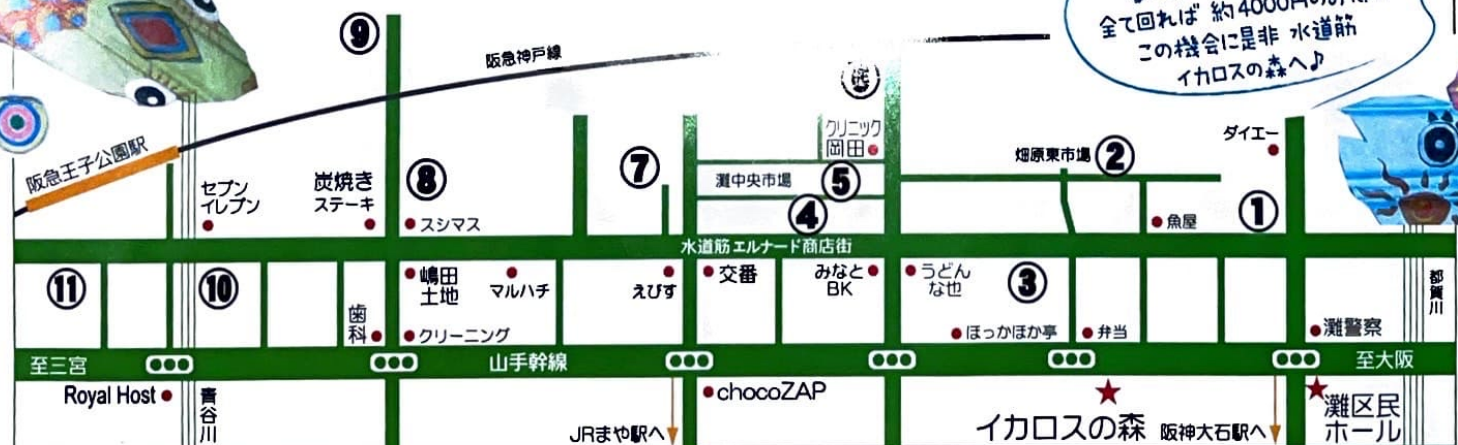 全て回れば 約4000円の
この機会に是非 水道筋
イカロスの森へ♪
⑨
阪急神戸線
クリニック
岡田
ダイエー
阪急王子公園駅
セブン
イレブン
炭焼き
ステーキ
⑧
スシマス
⑦
灘中央市場
⑤
④
畑原東市場
②
魚屋
①
水道筋エルナード商店街
⑪
⑩
歯科
嶋田
土地
マルハチ
クリーニング
えびす
交番
みなと
BK
うどん
な也
③
ほっかほか亭
弁当
灘警察
都賀川
至三宮
山手幹線
至大阪
Royal Host
青谷川
JRまや駅へ
chocoZAP
イカロスの森
阪神大石駅へ
灘区民
ホール